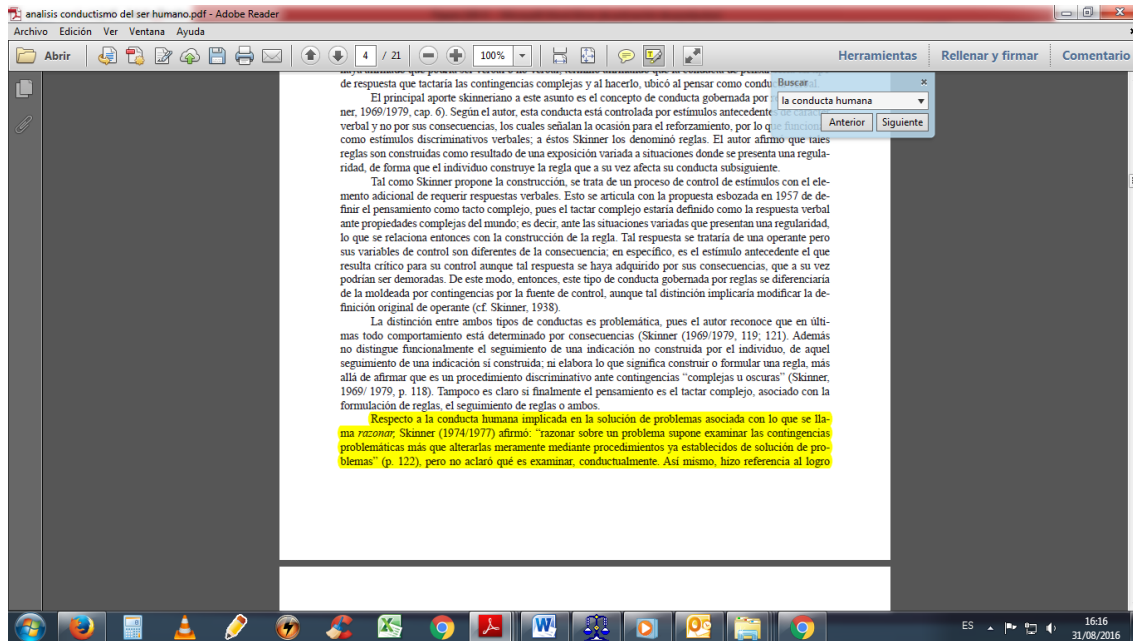 analisis conductismo del ser humano.pdf - Adobe Reader
Archivo Edición Ver Ventana Ayuda
Abrir 4 / 21 100% Herramientas Rellenar y firmar Comentario
Buscar
la conducta humana
Anterior Siguiente
de respuesta que tactaría las contingencias complejas y al hacerlo, ubicó al pensar como
El principal aporte skinneriano a este asunto es el concepto de conducta gobernada por
ner, 1969/1979, cap. 6). Según el autor, esta conducta está controlada por estímulos antecedentes de
verbal y no por sus consecuencias, los cuales señalan la ocasión para el reforzamiento, por lo que
como estímulos discriminativos verbales; a éstos Skinner los denominó reglas. El autor afirmó que tales
reglas son construidas como resultado de una exposición variada a situaciones donde se presenta una regula-
ridad, de forma que el individuo construye la regla que a su vez afecta su conducta subsiguiente.
Tal como Skinner propone la construcción, se trata de un proceso de control de estímulos con el ele-
mento adicional de requerir respuestas verbales. Esto se articula con la propuesta esbozada en 1957 de de-
finir el pensamiento como tacto complejo, pues el tactar complejo estaría definido como la respuesta verbal
ante propiedades complejas del mundo; es decir, ante las situaciones variadas que presentan una regularidad,
lo que se relaciona entonces con la construcción de la regla. Tal respuesta se trataría de una operante pero
sus variables de control son diferentes de la consecuencia; en específico, es el estímulo antecedente el que
resulta crítico para su control aunque tal respuesta se haya adquirido por sus consecuencias, que a su vez
podrían ser demoradas. De este modo, entonces, este tipo de conducta gobernada por reglas se diferenciaría
de la moldeada por contingencias por la fuente de control, aunque tal distinción implicaría modificar la de-
finición original de operante (cf. Skinner, 1938).
La distinción entre ambos tipos de conductas es problemática, pues el autor reconoce que en últi-
mas todo comportamiento está determinado por consecuencias (Skinner (1969/1979, 119; 121). Además
no distingue funcionalmente el seguimiento de una indicación no construida por el individuo, de aquel
seguimiento de una indicación sí construida; ni elabora lo que significa construir o formular una regla, más
allá de afirmar que es un procedimiento discriminativo ante contingencias “complejas u oscuras” (Skinner,
1969/ 1979, p. 118). Tampoco es claro si finalmente el pensamiento es el tactar complejo, asociado con la
formulación de reglas, el seguimiento de reglas o ambos.
Respecto a la conducta humana implicada en la solución de problemas asociada con lo que se lla-
ma razonar, Skinner (1974/1977) afirmó: “razonar sobre un problema supone examinar las contingencias
problemáticas más que alterarlas meramente mediante procedimientos ya establecidos de solución de pro-
blemas” (p. 122), pero no aclaró qué es examinar, conductualmente. Así mismo, hizo referencia al logro
ES 16:16
31/08/2016